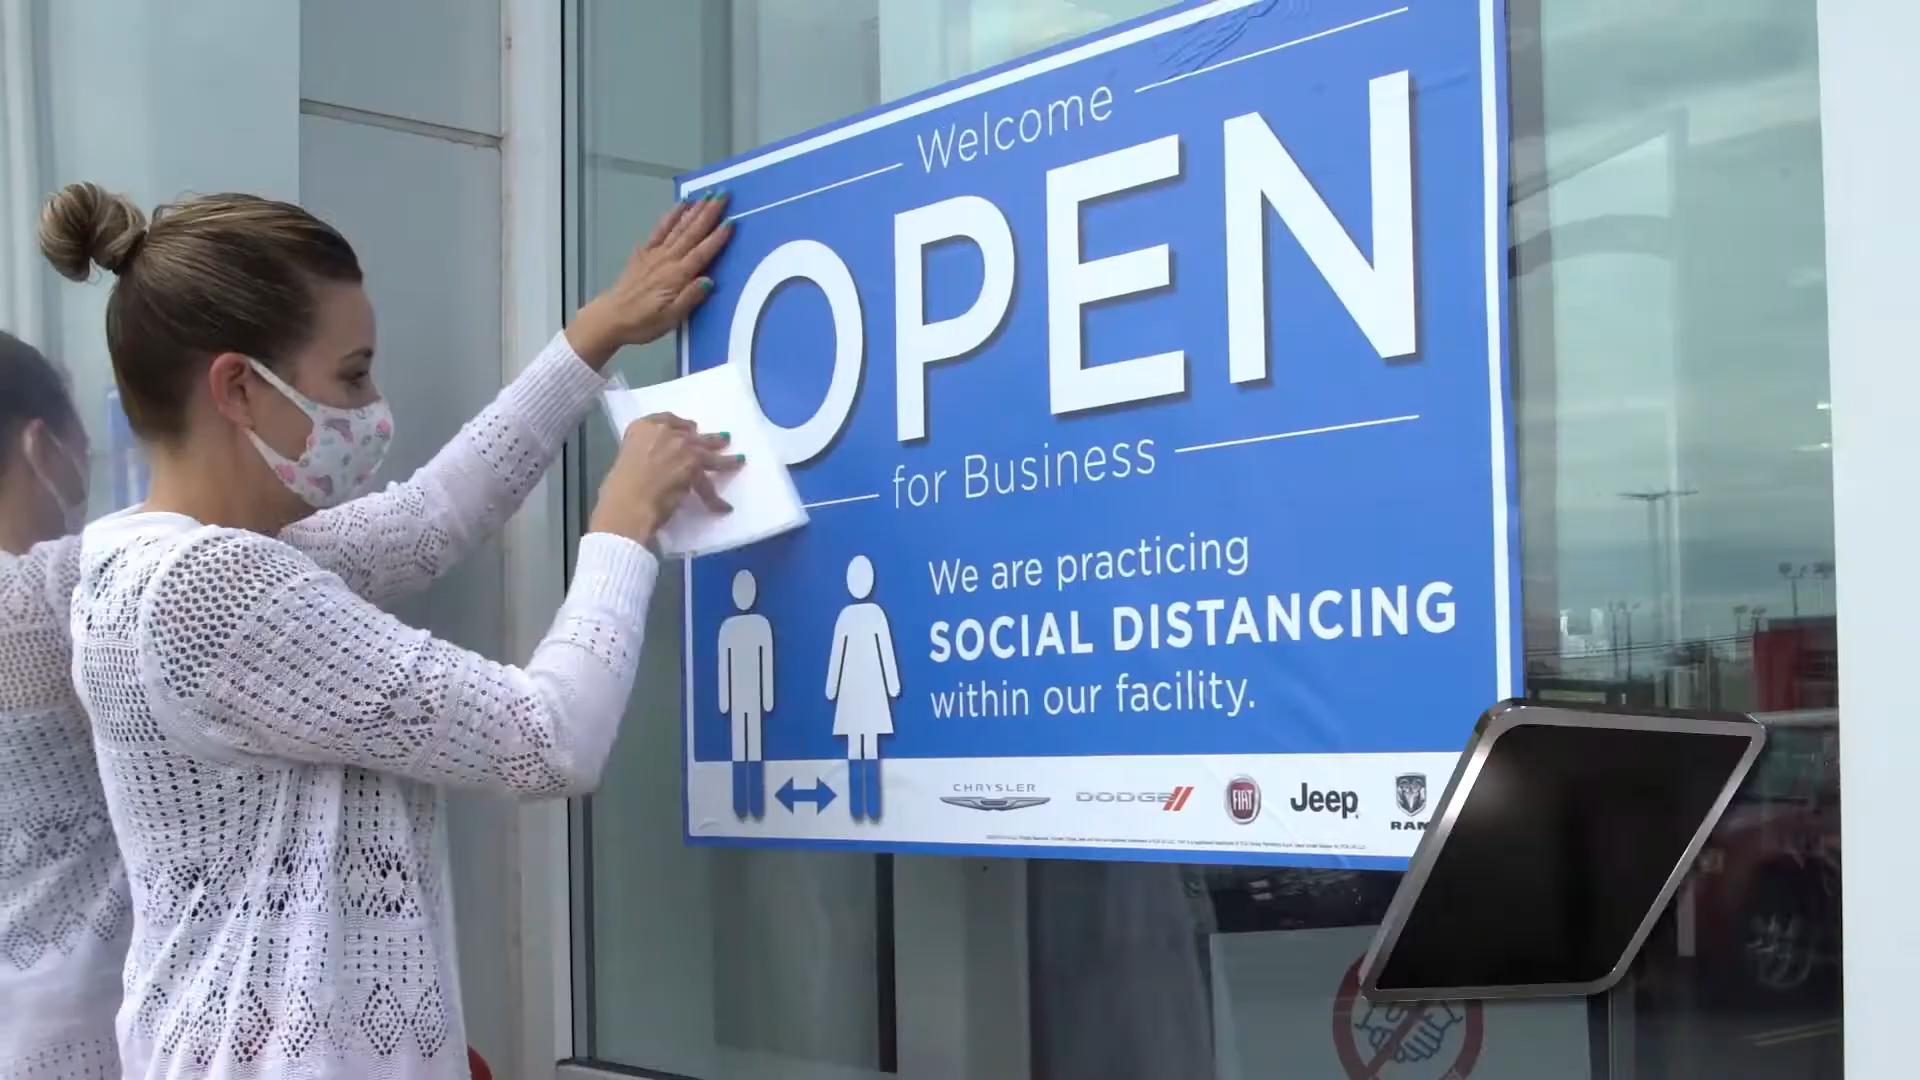 Welcome
OPEN
for Business
We are practicing
SOCIAL DISTANCING
within our facility.
CHRYSLER DODGE FIAT Jeep RAM